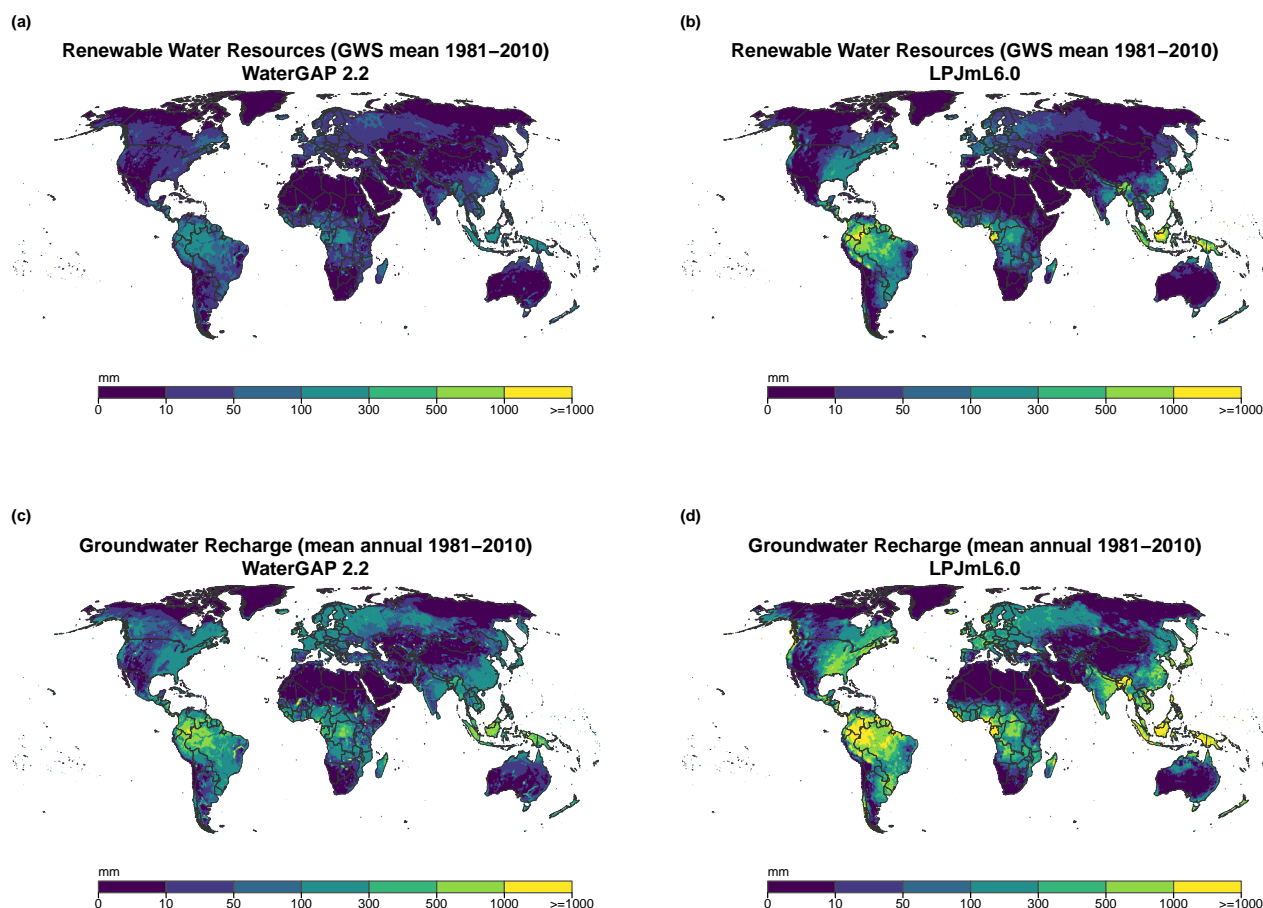 (a)
Renewable Water Resources (GWS mean 1981−2010)
WaterGAP 2.2
mm
0 10 50 100 300 500 1000 >=1000
(b)
Renewable Water Resources (GWS mean 1981−2010)
LPJmL6.0
mm
0 10 50 100 300 500 1000 >=1000
(c)
Groundwater Recharge (mean annual 1981−2010)
WaterGAP 2.2
mm
0 10 50 100 300 500 1000 >=1000
(d)
Groundwater Recharge (mean annual 1981−2010)
LPJmL6.0
mm
0 10 50 100 300 500 1000 >=1000